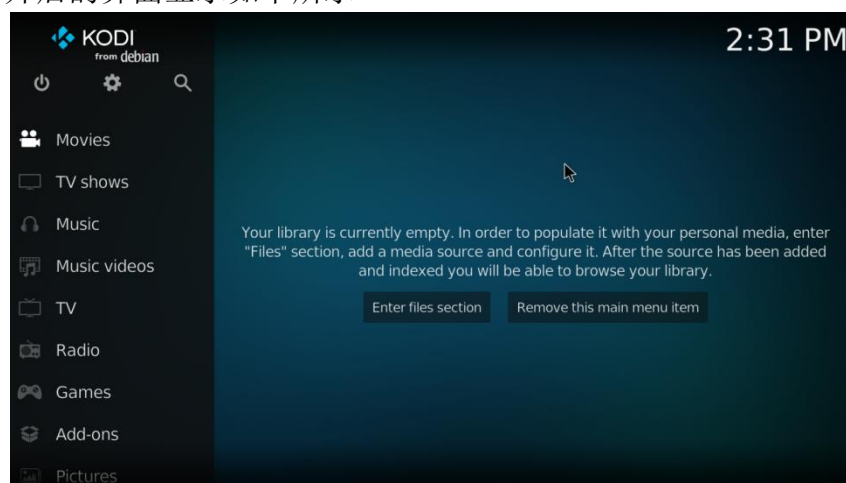 KODI
from debian
2:31 PM
Movies
TV shows
Music
Music videos
TV
Radio
Games
Add-ons
Pictures
Your library is currently empty. In order to populate it with your personal media, enter
"Files" section, add a media source and configure it. After the source has been added
and indexed you will be able to browse your library.
Enter files section
Remove this main menu item